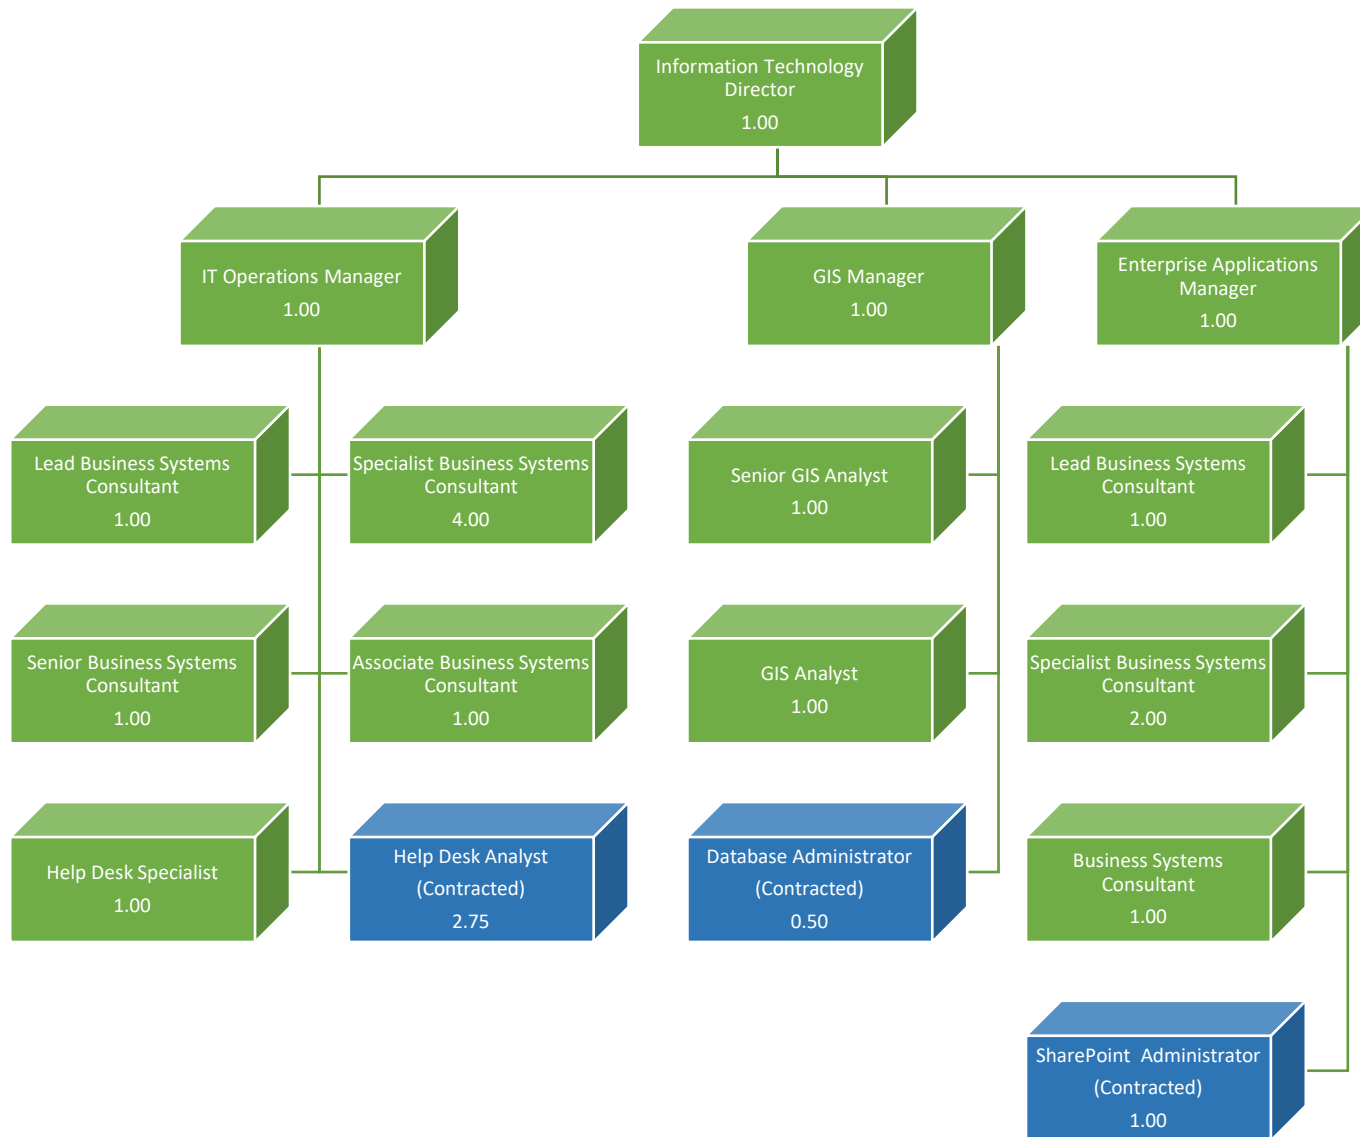 Information Technology
Director
1.00
IT Operations Manager
1.00
GIS Manager
1.00
Enterprise Applications
Manager
1.00
Lead Business Systems
Consultant
1.00
Specialist Business Systems
Consultant
4.00
Senior GIS Analyst
1.00
Lead Business Systems
Consultant
1.00
Senior Business Systems
Consultant
1.00
Associate Business Systems
Consultant
1.00
GIS Analyst
1.00
Specialist Business Systems
Consultant
2.00
Help Desk Specialist
1.00
Help Desk Analyst
(Contracted)
2.75
Database Administrator
(Contracted)
0.50
Business Systems
Consultant
1.00
SharePoint  Administrator
(Contracted)
1.00